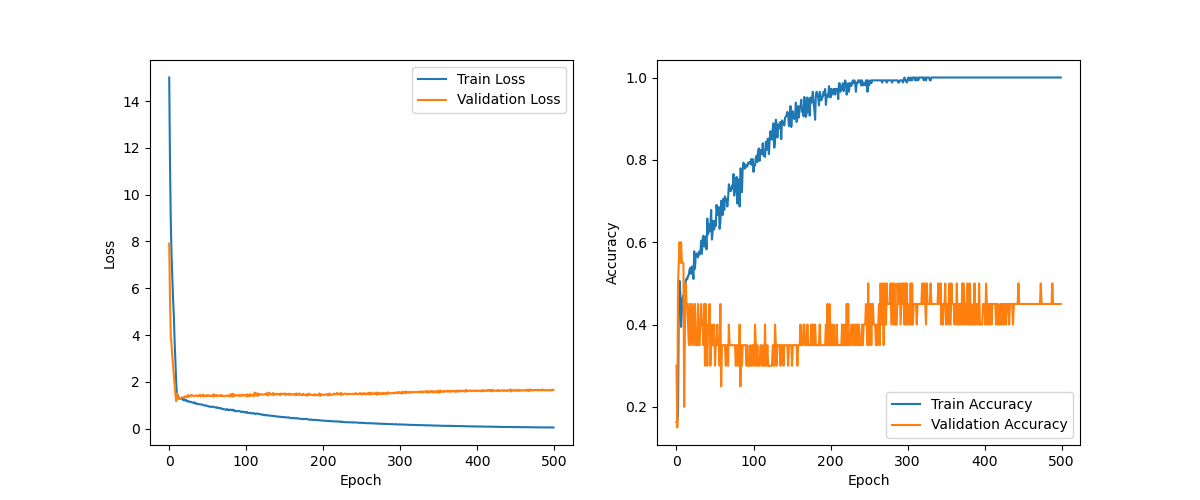 Train Loss
Validation Loss
14
12
10
8
6
4
2
0
Loss
0 100 200 300 400 500
Epoch
1.0
0.8
0.6
0.4
0.2
Accuracy
Train Accuracy
Validation Accuracy
0 100 200 300 400 500
Epoch